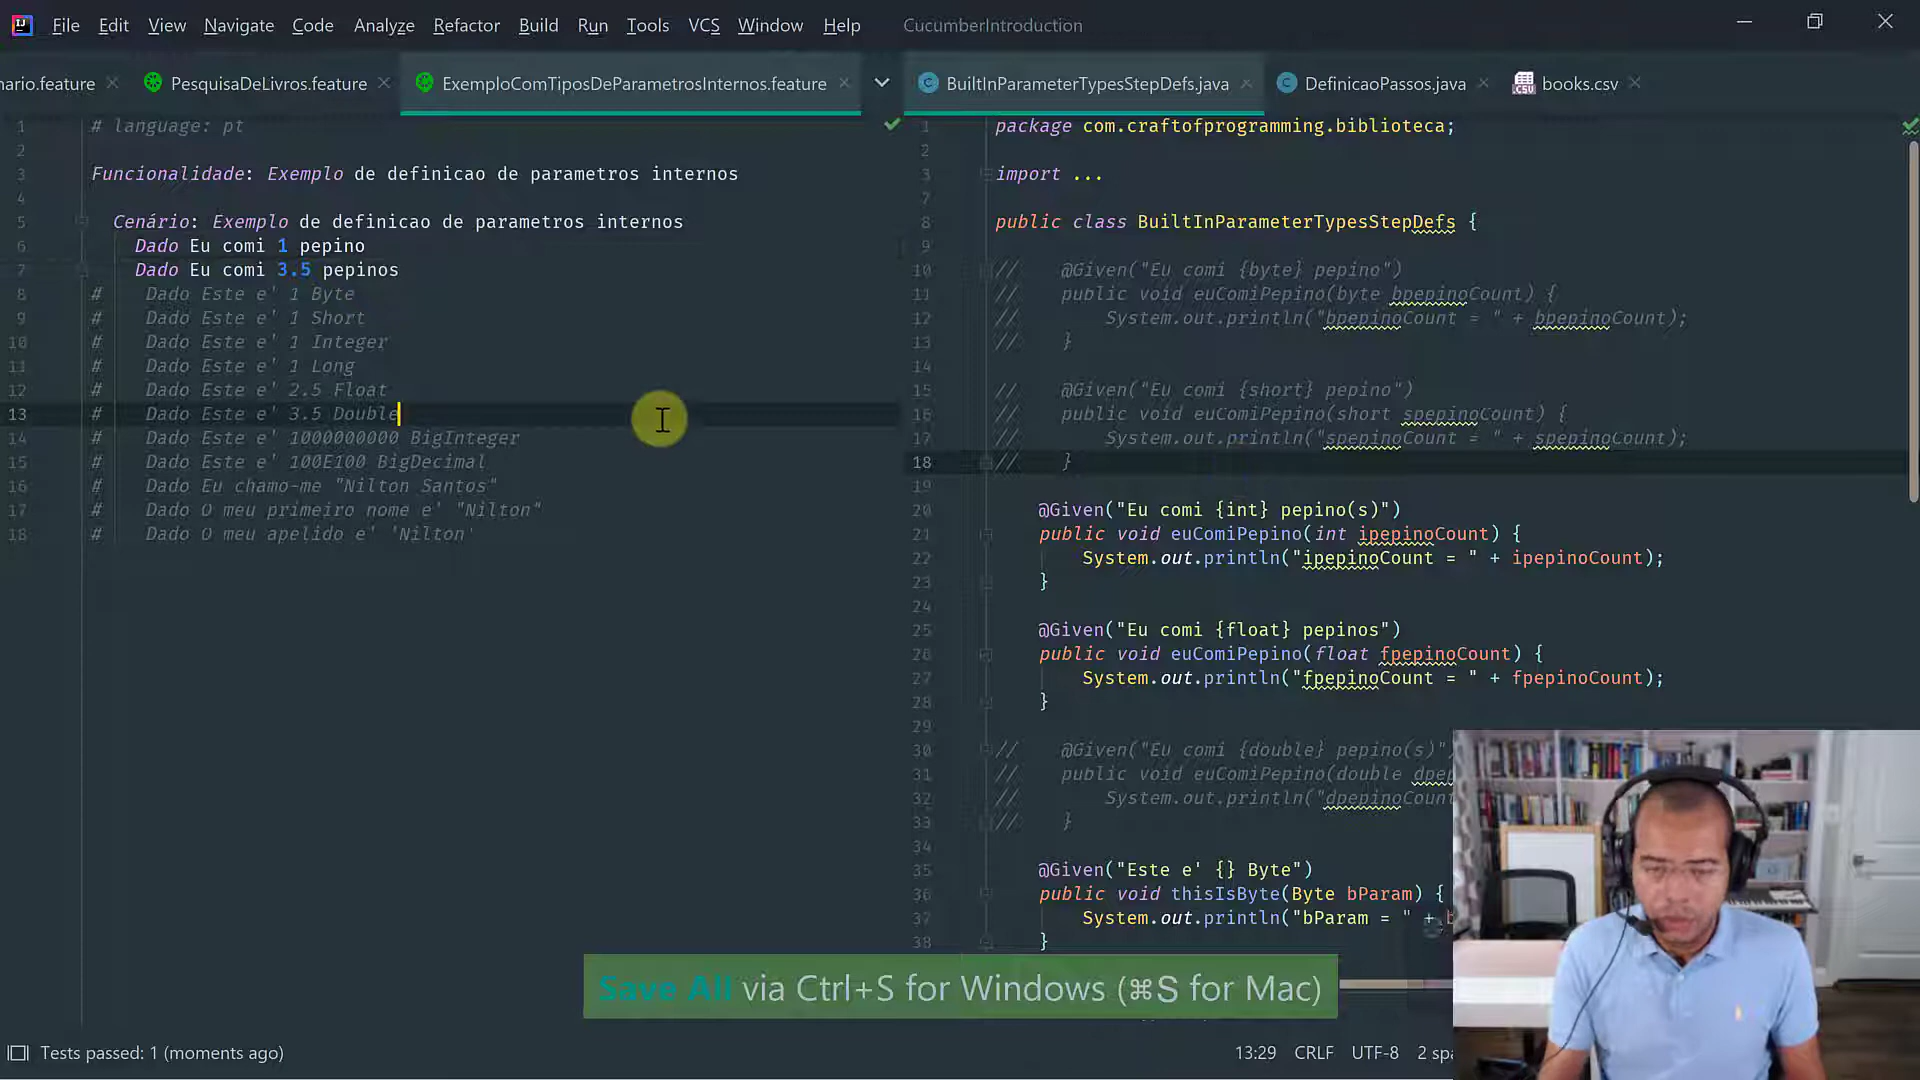 File Edit View Navigate Code Analyze Refactor Build Run Tools VCS Window Help CucumberIntroduction
nario.feature PesquisaDeLivros.feature ExemploComTiposDeParametrosInternos.feature BuiltInParameterTypesStepDefs.java DefinicaoPassos.java books.csv
1 # language: pt
2
3 Funcionalidade: Exemplo de definicao de parametros internos
4
5 Cenário: Exemplo de definicao de parametros internos
6 Dado Eu comi 1 pepino
7 Dado Eu comi 3.5 pepinos
8 # Dado Este e' 1 Byte
9 # Dado Este e' 1 Short
10 # Dado Este e' 1 Integer
11 # Dado Este e' 1 Long
12 # Dado Este e' 2.5 Float
13 # Dado Este e' 3.5 Double
14 # Dado Este e' 1000000000 BigInteger
15 # Dado Este e' 100E100 BigDecimal
16 # Dado Eu chamo-me "Nilton Santos"
17 # Dado O meu primeiro nome e' "Nilton"
18 # Dado O meu apelido e' 'Nilton'
1 package com.craftofprogramming.biblioteca;
2
3 import ...
7
8 public class BuiltInParameterTypesStepDefs {
9
10 // @Given("Eu comi {byte} pepino")
11 // public void euComiPepino(byte bpepinoCount) {
12 // System.out.println("bpepinoCount = " + bpepinoCount);
13 // }
14
15 // @Given("Eu comi {short} pepino")
16 // public void euComiPepino(short spepinoCount) {
17 // System.out.println("spepinoCount = " + spepinoCount);
18 // }
19
20 @Given("Eu comi {int} pepino(s)")
21 public void euComiPepino(int ipepinoCount) {
22 System.out.println("ipepinoCount = " + ipepinoCount);
23 }
24
25 @Given("Eu comi {float} pepinos")
26 public void euComiPepino(float fpepinoCount) {
27 System.out.println("fpepinoCount = " + fpepinoCount);
28 }
29
30 // @Given("Eu comi {double} pepino(s)"
31 // public void euComiPepino(double dpep
32 // System.out.println("dpepinoCount
33 // }
34
35 @Given("Este e' {} Byte")
36 public void thisIsByte(Byte bParam) {
37 System.out.println("bParam = " + b
38 }
Save All via Ctrl+S for Windows (⌘S for Mac)
Tests passed: 1 (moments ago) 13:29 CRLF UTF-8 2 spa